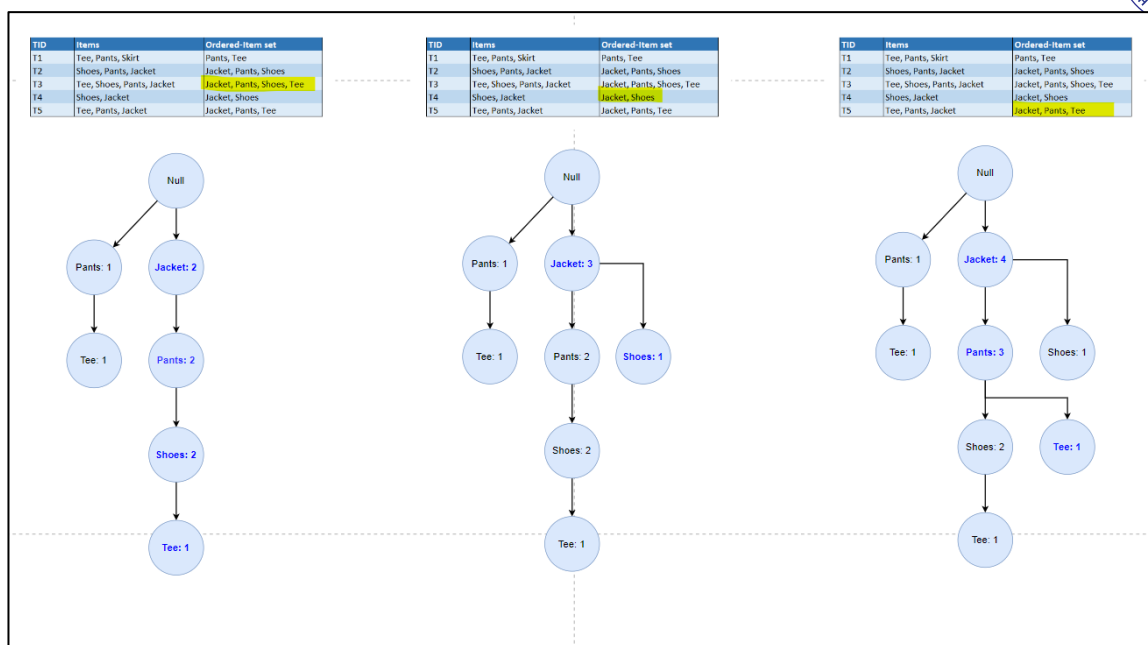 TID Items Ordered-Item set
T1 Tee, Pants, Skirt Pants, Tee
T2 Shoes, Pants, Jacket Jacket, Pants, Shoes
T3 Tee, Shoes, Pants, Jacket Jacket, Pants, Shoes, Tee
T4 Shoes, Jacket Jacket, Shoes
T5 Tee, Pants, Jacket Jacket, Pants, Tee
Null
Pants: 1 Jacket: 2
Tee: 1 Pants: 2
Shoes: 2
Tee: 1
TID Items Ordered-Item set
T1 Tee, Pants, Skirt Pants, Tee
T2 Shoes, Pants, Jacket Jacket, Pants, Shoes
T3 Tee, Shoes, Pants, Jacket Jacket, Pants, Shoes, Tee
T4 Shoes, Jacket Jacket, Shoes
T5 Tee, Pants, Jacket Jacket, Pants, Tee
Null
Pants: 1 Jacket: 3
Tee: 1 Pants: 2 Shoes: 1
Shoes: 2
Tee: 1
TID Items Ordered-Item set
T1 Tee, Pants, Skirt Pants, Tee
T2 Shoes, Pants, Jacket Jacket, Pants, Shoes
T3 Tee, Shoes, Pants, Jacket Jacket, Pants, Shoes, Tee
T4 Shoes, Jacket Jacket, Shoes
T5 Tee, Pants, Jacket Jacket, Pants, Tee
Null
Pants: 1 Jacket: 4
Tee: 1 Pants: 3 Shoes: 1
Shoes: 2 Tee: 1
Tee: 1